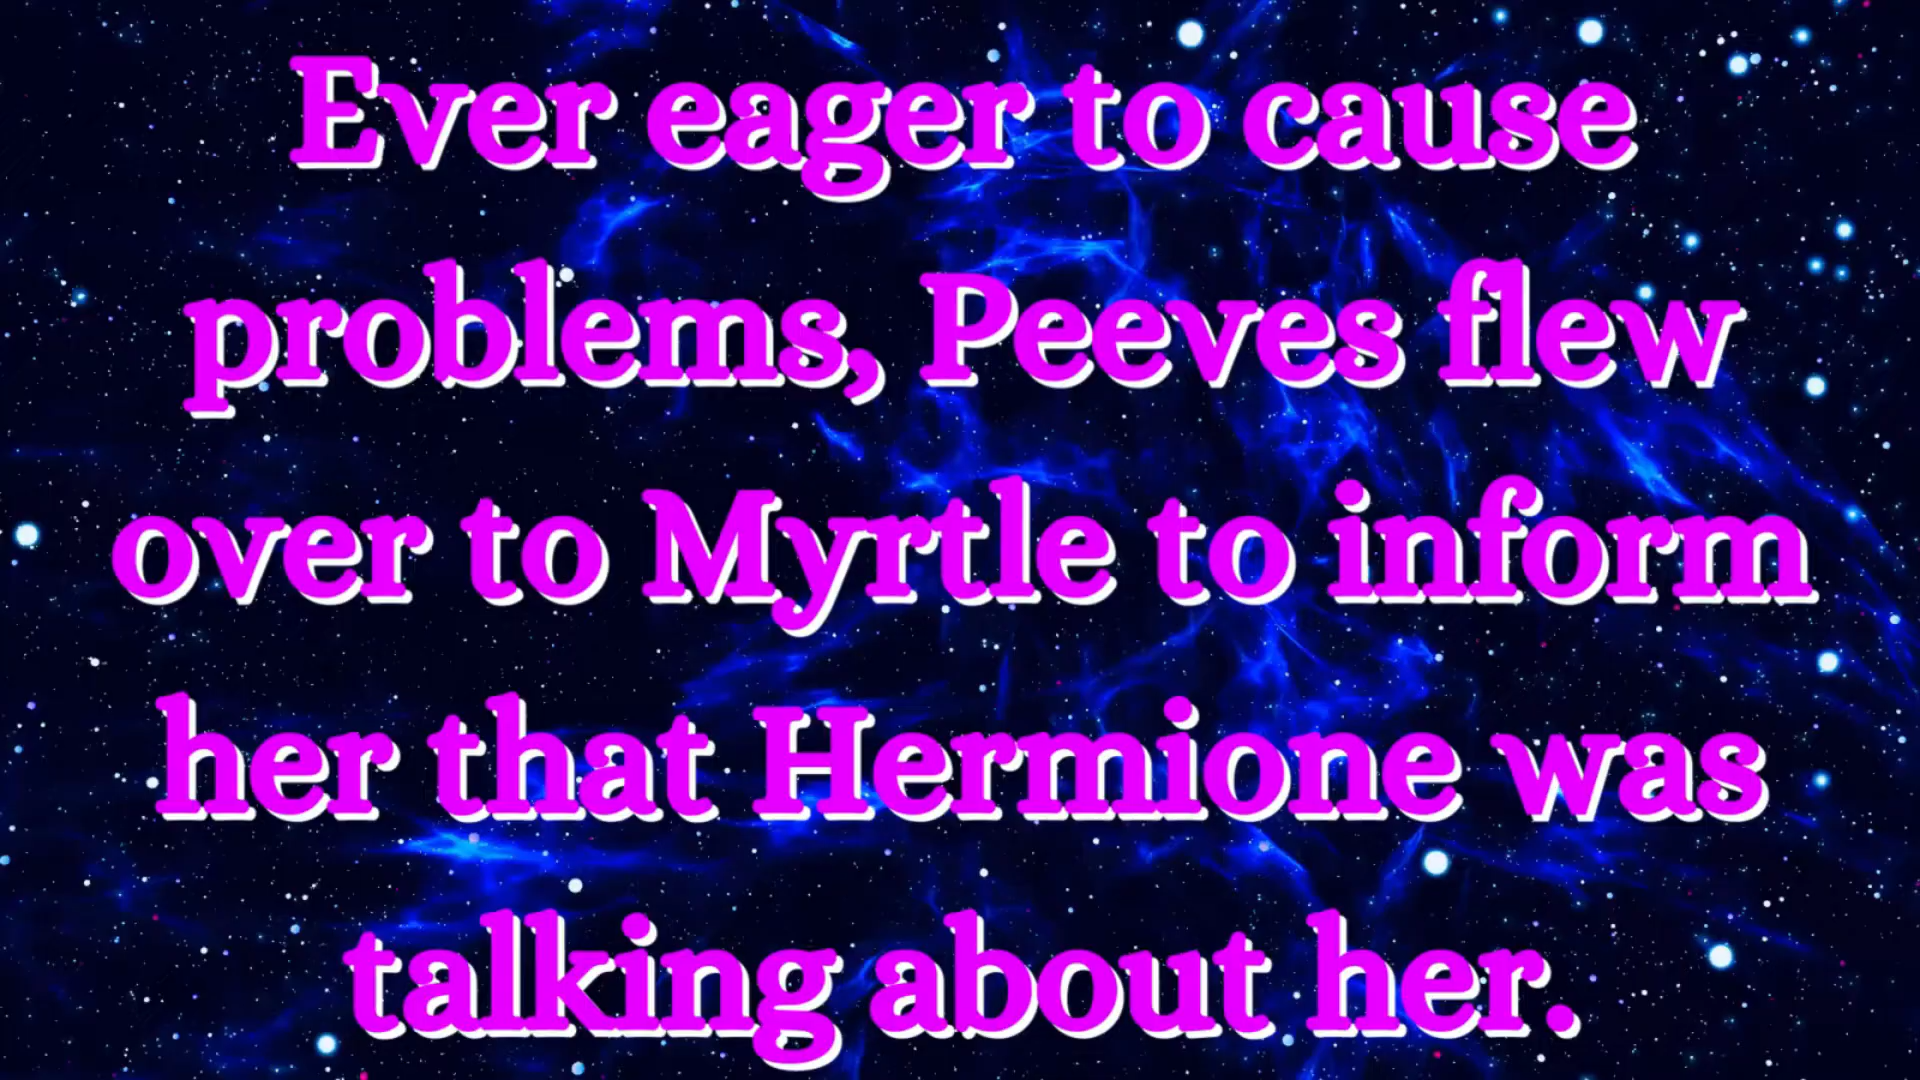 Ever eager to cause
problems, Peeves flew
over to Myrtle to inform
her that Hermione was
talking about her.